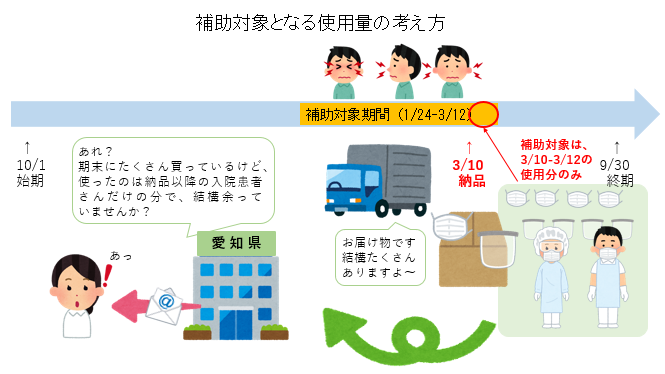 補助対象となる使用量の考え方
補助対象期間（1/24-3/12）
↑
10/1
始期
↑
3/10
納品
補助対象は、
3/10-3/12の
使用分のみ
↑
9/30
終期
あれ？
期末にたくさん買っているけど、
使ったのは納品以降の入院患者
さんだけの分で、結構余って
いませんか？
愛知県
あっ
お届け物です
結構たくさん
ありますよ～